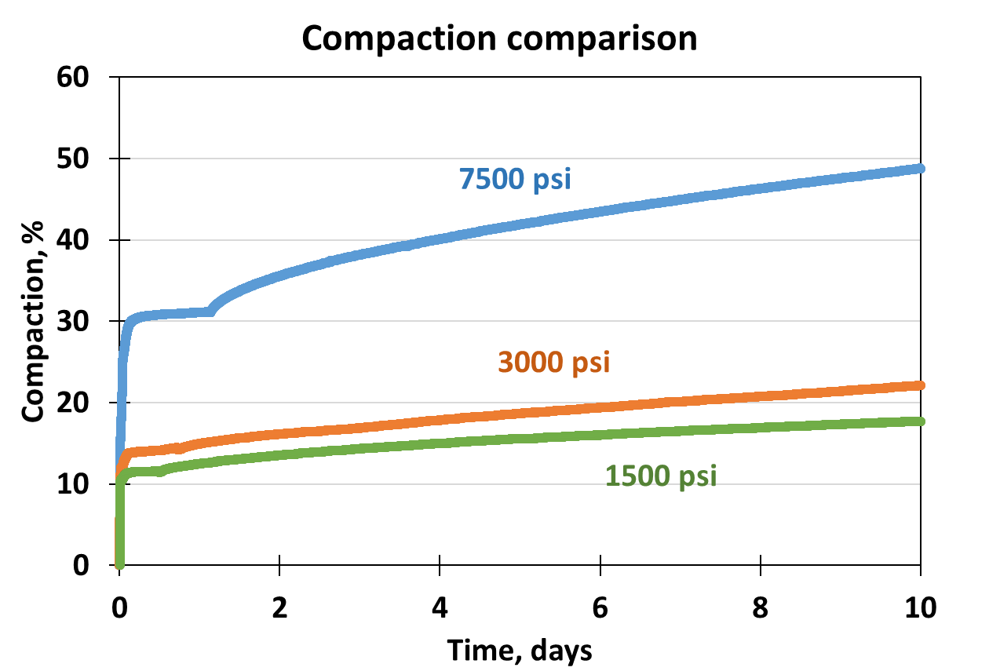 Compaction comparison
60
50
40
30
20
10
0
Compaction, %
7500 psi
3000 psi
1500 psi
0 2 4 6 8 10
Time, days